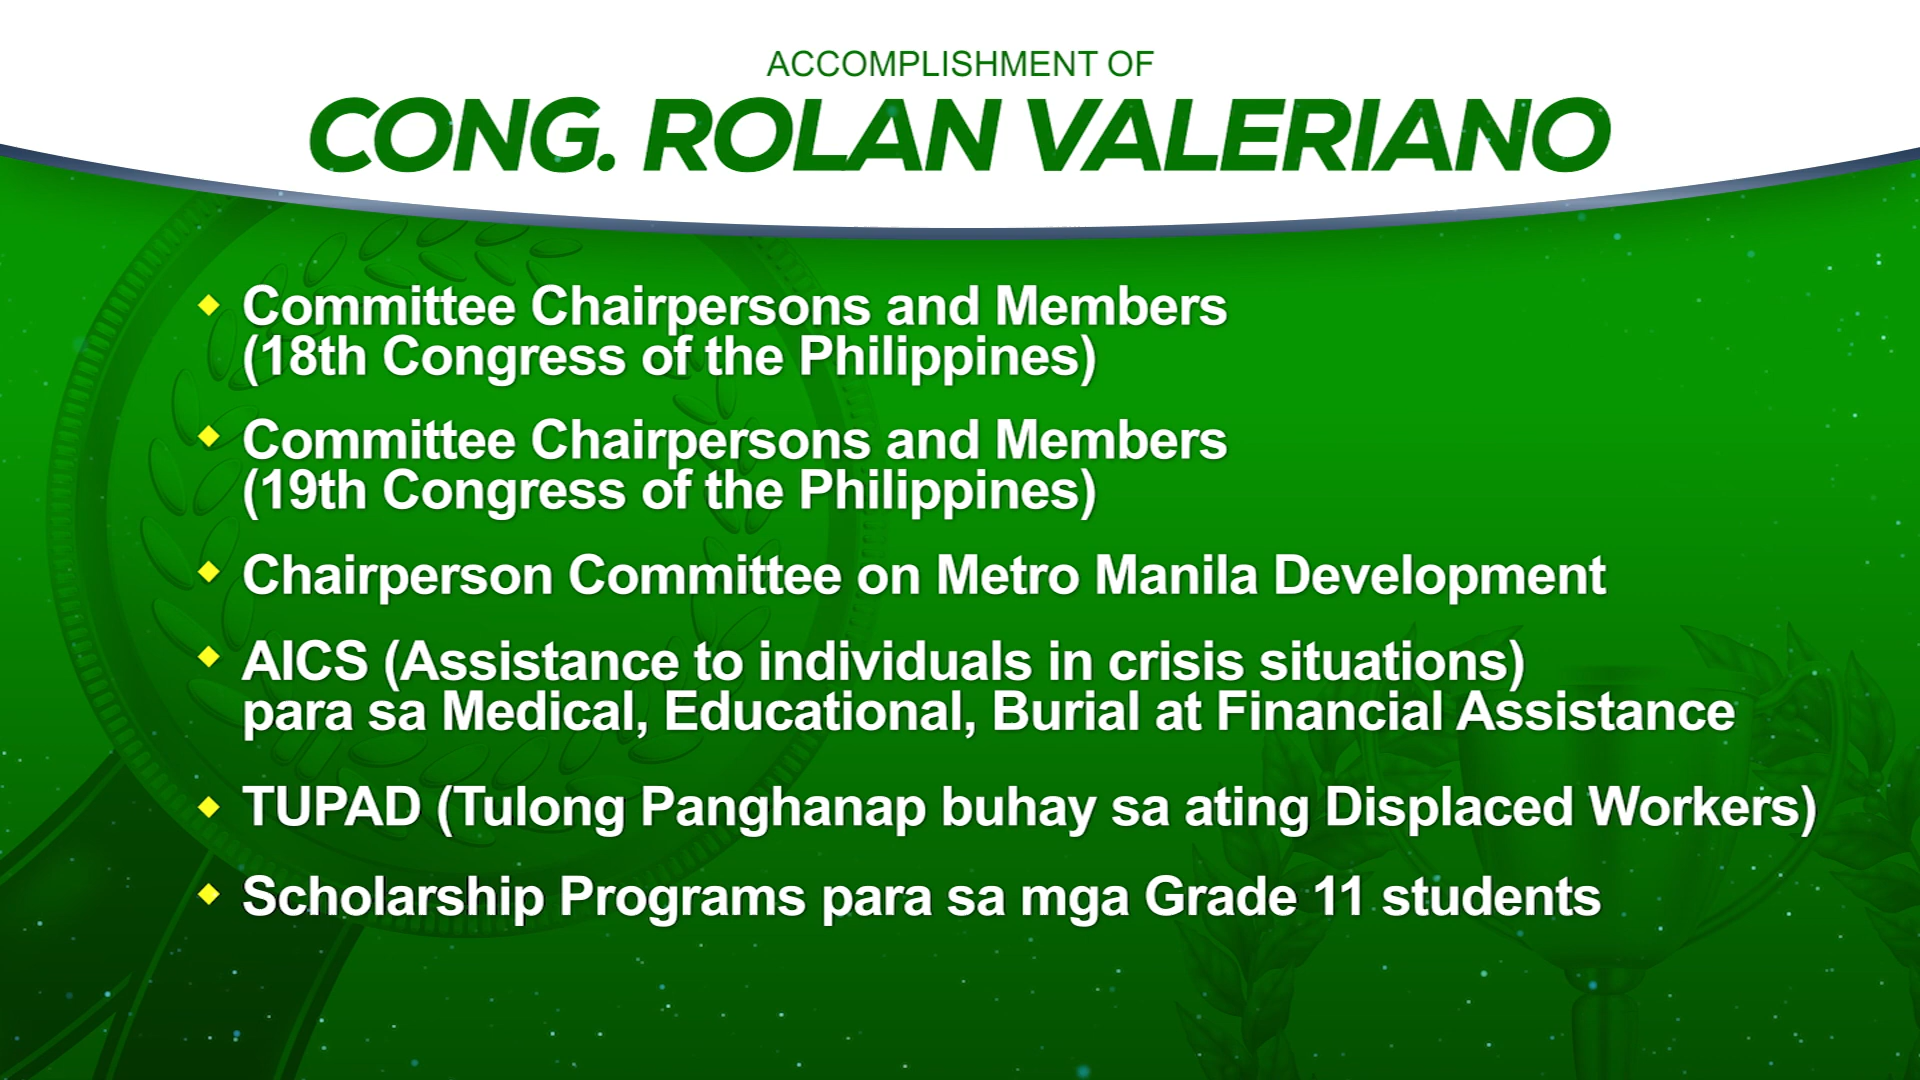 ACCOMPLISHMENT OF
CONG. ROLAN VALERIANO
Committee Chairpersons and Members
(18th Congress of the Philippines)
Committee Chairpersons and Members
(19th Congress of the Philippines)
Chairperson Committee on Metro Manila Development
AICS (Assistance to individuals in crisis situations)
para sa Medical, Educational, Burial at Financial Assistance
TUPAD (Tulong Panghanap buhay sa ating Displaced Workers)
Scholarship Programs para sa mga Grade 11 students